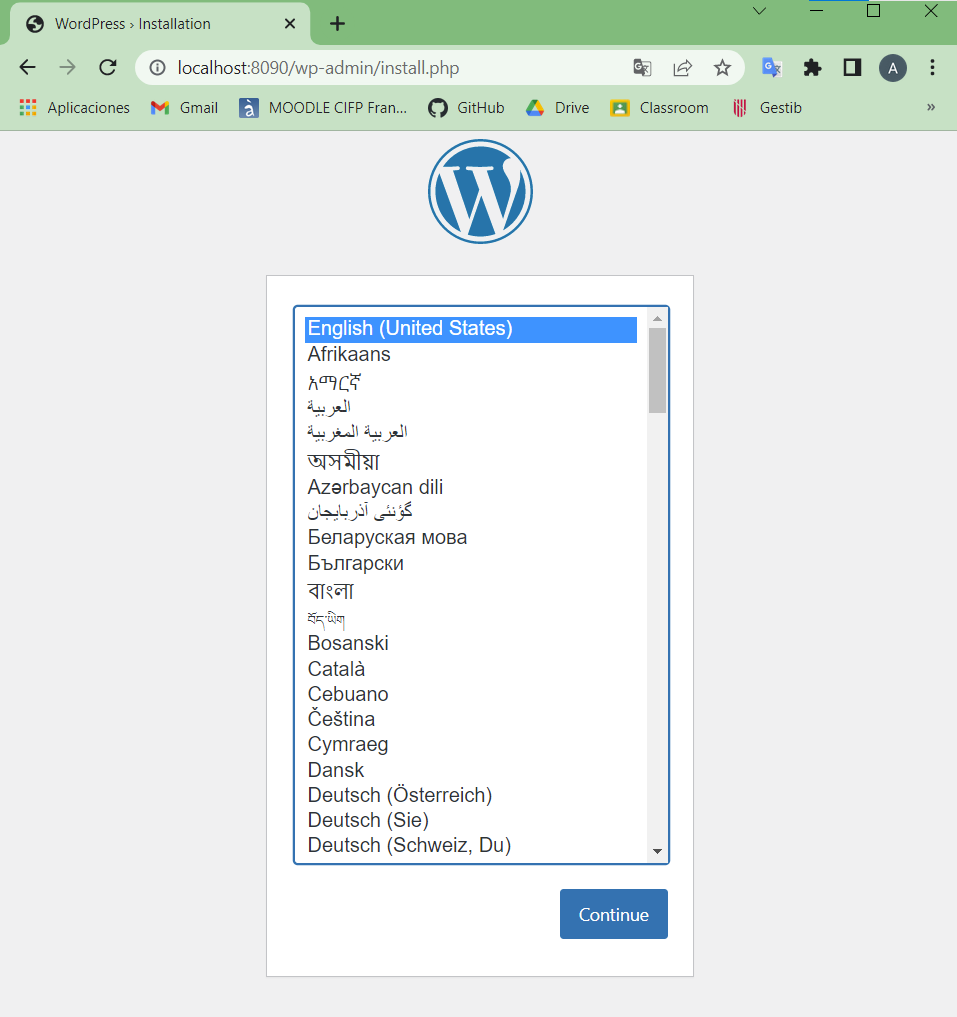 WordPress › Installation
localhost:8090/wp-admin/install.php
A
Aplicaciones
Gmail
MOODLE CIFP Fran...
GitHub
Drive
Classroom
Gestib
»
W
English (United States)
Afrikaans
አማርኛ
العربية
العربية المغربية
অসমীয়া
Azərbaycan dili
گؤنئی آذربایجان
Беларуская мова
Български
বাংলা
བོད་ཡིག
Bosanski
Català
Cebuano
Čeština
Cymraeg
Dansk
Deutsch (Österreich)
Deutsch (Sie)
Deutsch (Schweiz, Du)
Continue